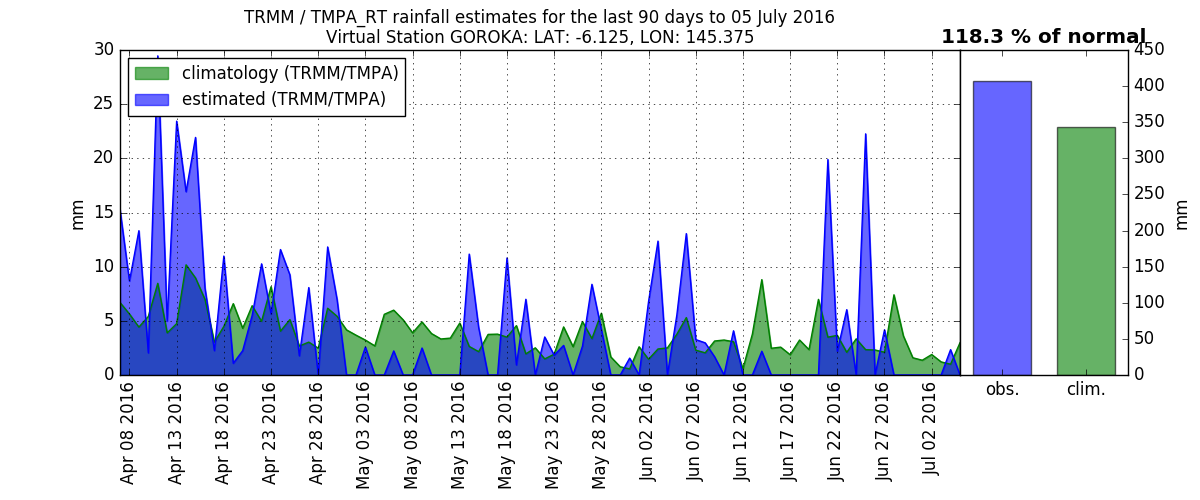 TRMM / TMPA_RT rainfall estimates for the last 90 days to 05 July 2016
Virtual Station GOROKA: LAT: -6.125, LON: 145.375
118.3 % of normal
climatology (TRMM/TMPA)
estimated (TRMM/TMPA)
30
25
20
15
10
5
0
mm
Apr 08 2016
Apr 13 2016
Apr 18 2016
Apr 23 2016
Apr 28 2016
May 03 2016
May 08 2016
May 13 2016
May 18 2016
May 23 2016
May 28 2016
Jun 02 2016
Jun 07 2016
Jun 12 2016
Jun 17 2016
Jun 22 2016
Jun 27 2016
Jul 02 2016
obs.
clim.
450
400
350
300
250
200
150
100
50
0
mm